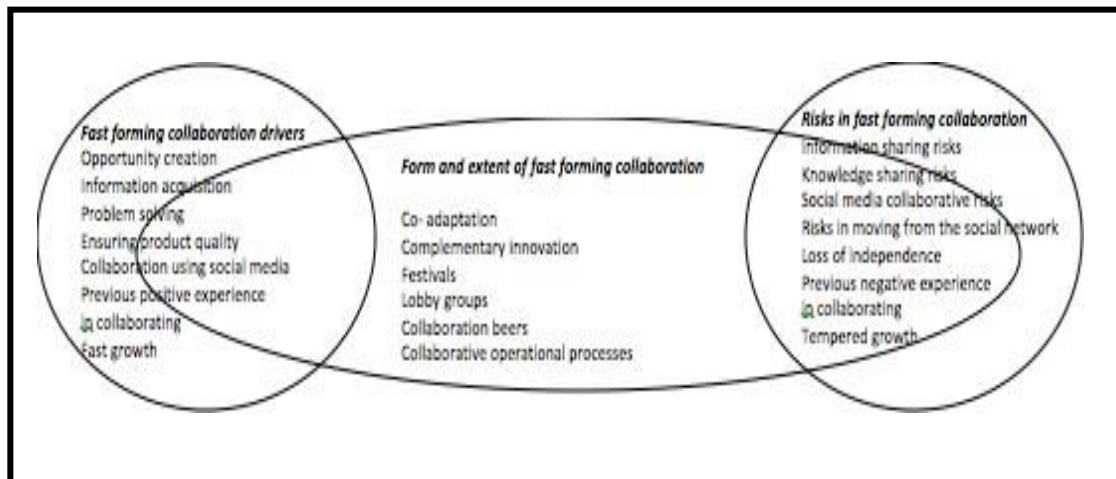 Fast forming collaboration drivers
Opportunity creation
Information acquisition
Problem solving
Ensuring product quality
Collaboration using social media
Previous positive experience
in collaborating
Fast growth
Form and extent of fast forming collaboration
Co- adaptation
Complementary innovation
Festivals
Lobby groups
Collaboration beers
Collaborative operational processes
Risks in fast forming collaboration
Information sharing risks
Knowledge sharing risks
Social media collaborative risks
Risks in moving from the social network
Loss of independence
Previous negative experience
in collaborating
Tempered growth